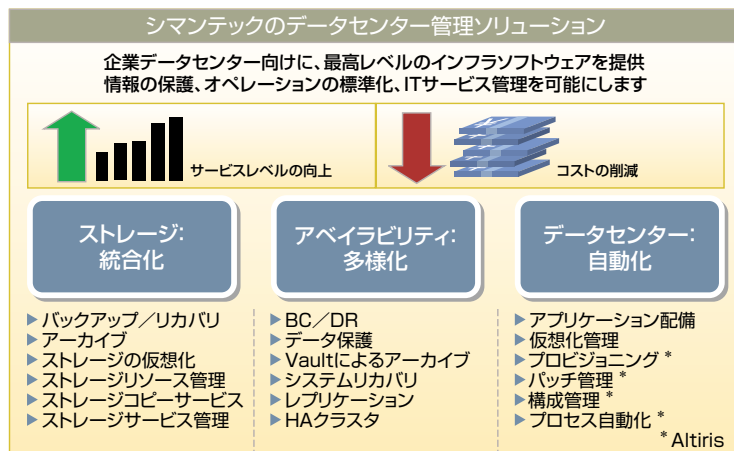 シマンテックのデータセンター管理ソリューション
企業データセンター向けに、最高レベルのインフラソフトウェアを提供
情報の保護、オペレーションの標準化、ITサービス管理を可能にします
サービスレベルの向上
コストの削減
ストレージ:
統合化
アベイラビリティ:
多様化
データセンター:
自動化
バックアップ／リカバリ
アーカイブ
ストレージの仮想化
ストレージリソース管理
ストレージコピーサービス
ストレージサービス管理
BC／DR
データ保護
Vaultによるアーカイブ
システムリカバリ
レプリケーション
HAクラスタ
アプリケーション配備
仮想化管理
プロビジョニング *
パッチ管理 *
構成管理 *
プロセス自動化 *
* Altiris